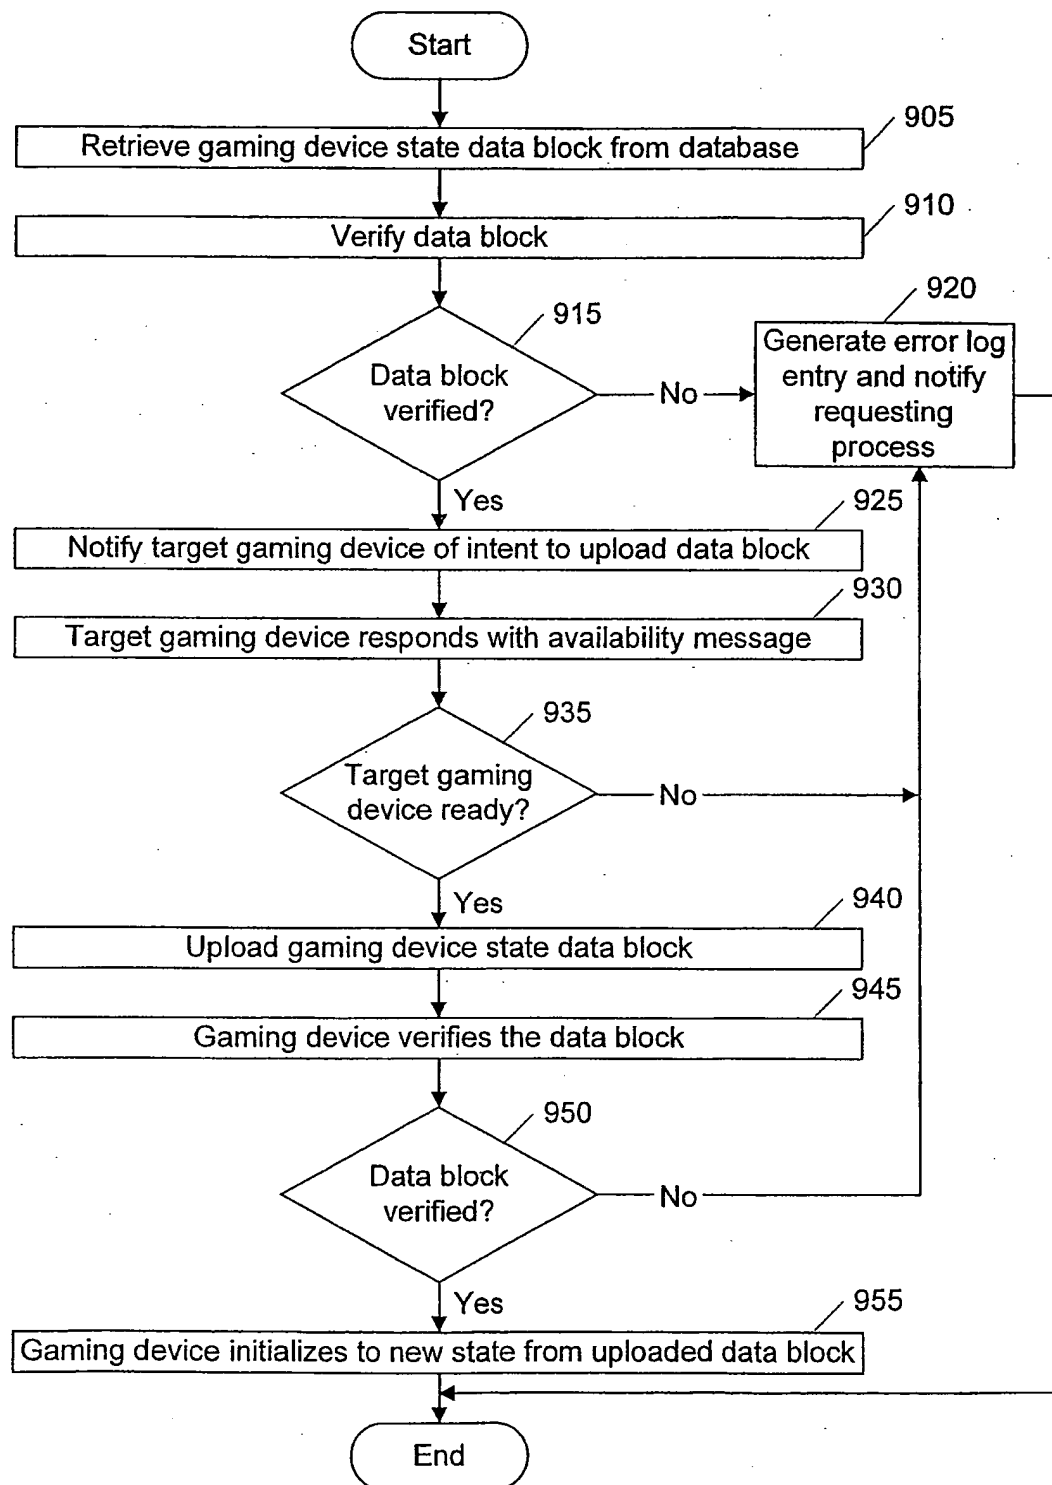 Start
905
Retrieve gaming device state data block from database
910
Verify data block
915
920
Data block
verified?
No
Generate error log
entry and notify
requesting
process
Yes
925
Notify target gaming device of intent to upload data block
930
Target gaming device responds with availability message
935
Target gaming
device ready?
No
Yes
940
Upload gaming device state data block
945
Gaming device verifies the data block
950
Data block
verified?
No
Yes
955
Gaming device initializes to new state from uploaded data block
End